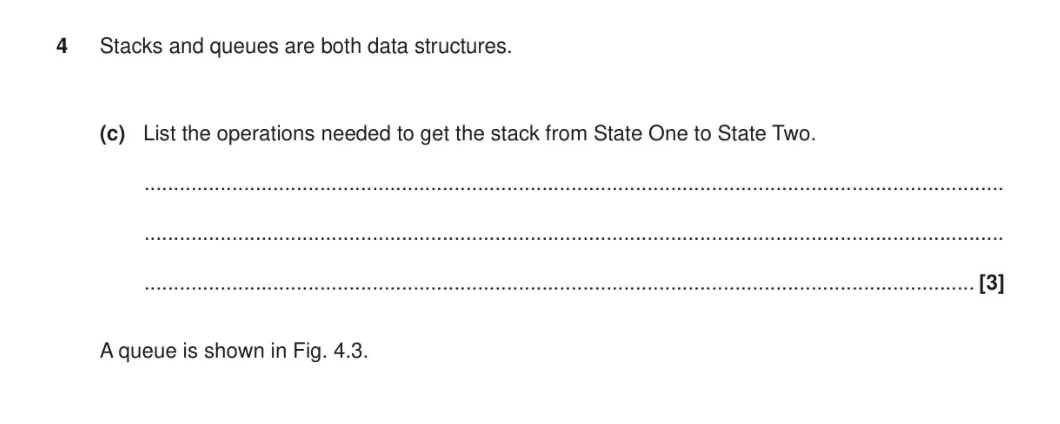 4 Stacks and queues are both data structures.
(c) List the operations needed to get the stack from State One to State Two.
..........................................................................................................................................
..........................................................................................................................................
..................................................................................................................................... [3]
A queue is shown in Fig. 4.3.